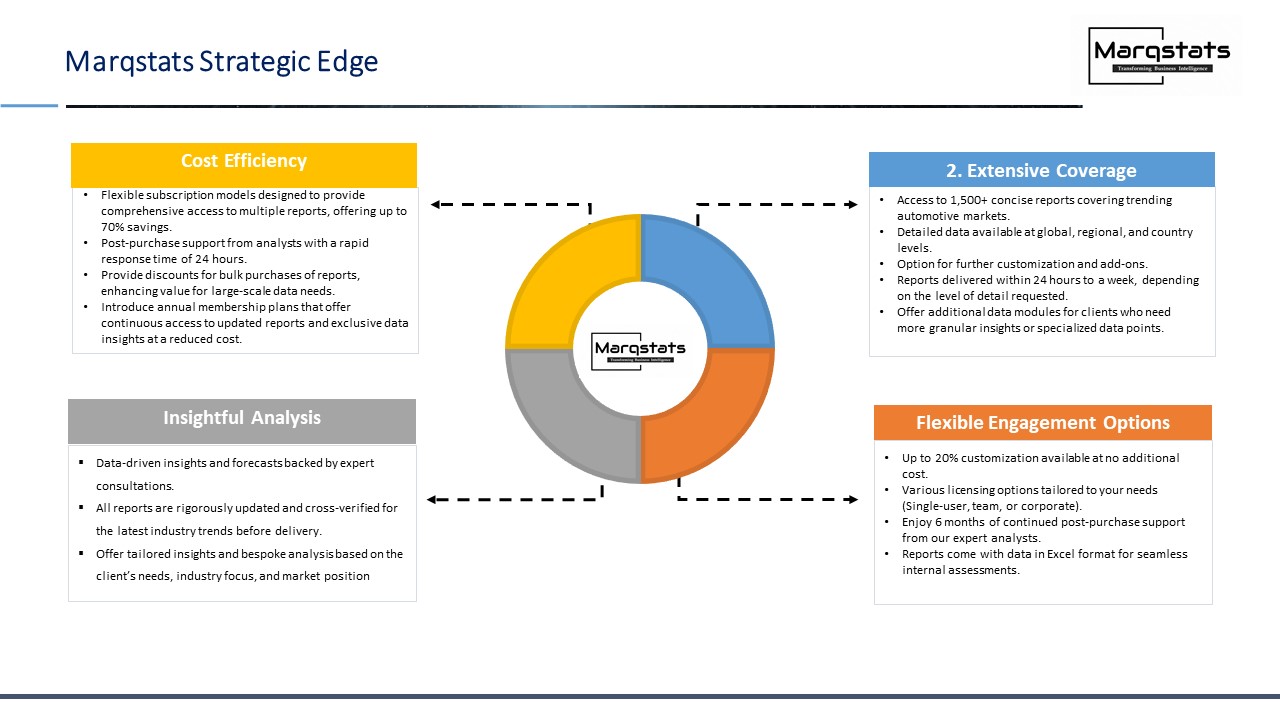 Marqstats Strategic Edge
Marqstats
Transforming Business Intelligence
Cost Efficiency
• Flexible subscription models designed to provide
comprehensive access to multiple reports, offering up to
70% savings.
• Post-purchase support from analysts with a rapid
response time of 24 hours.
• Provide discounts for bulk purchases of reports,
enhancing value for large-scale data needs.
• Introduce annual membership plans that offer
continuous access to updated reports and exclusive data
insights at a reduced cost.
2. Extensive Coverage
• Access to 1,500+ concise reports covering trending
automotive markets.
• Detailed data available at global, regional, and country
levels.
• Option for further customization and add-ons.
• Reports delivered within 24 hours to a week, depending
on the level of detail requested.
• Offer additional data modules for clients who need
more granular insights or specialized data points.
Marqstats
Transforming Business Intelligence
Insightful Analysis
▪ Data-driven insights and forecasts backed by expert
consultations.
▪ All reports are rigorously updated and cross-verified for
the latest industry trends before delivery.
▪ Offer tailored insights and bespoke analysis based on the
client’s needs, industry focus, and market position
Flexible Engagement Options
• Up to 20% customization available at no additional
cost.
• Various licensing options tailored to your needs
(Single-user, team, or corporate).
• Enjoy 6 months of continued post-purchase support
from our expert analysts.
• Reports come with data in Excel format for seamless
internal assessments.